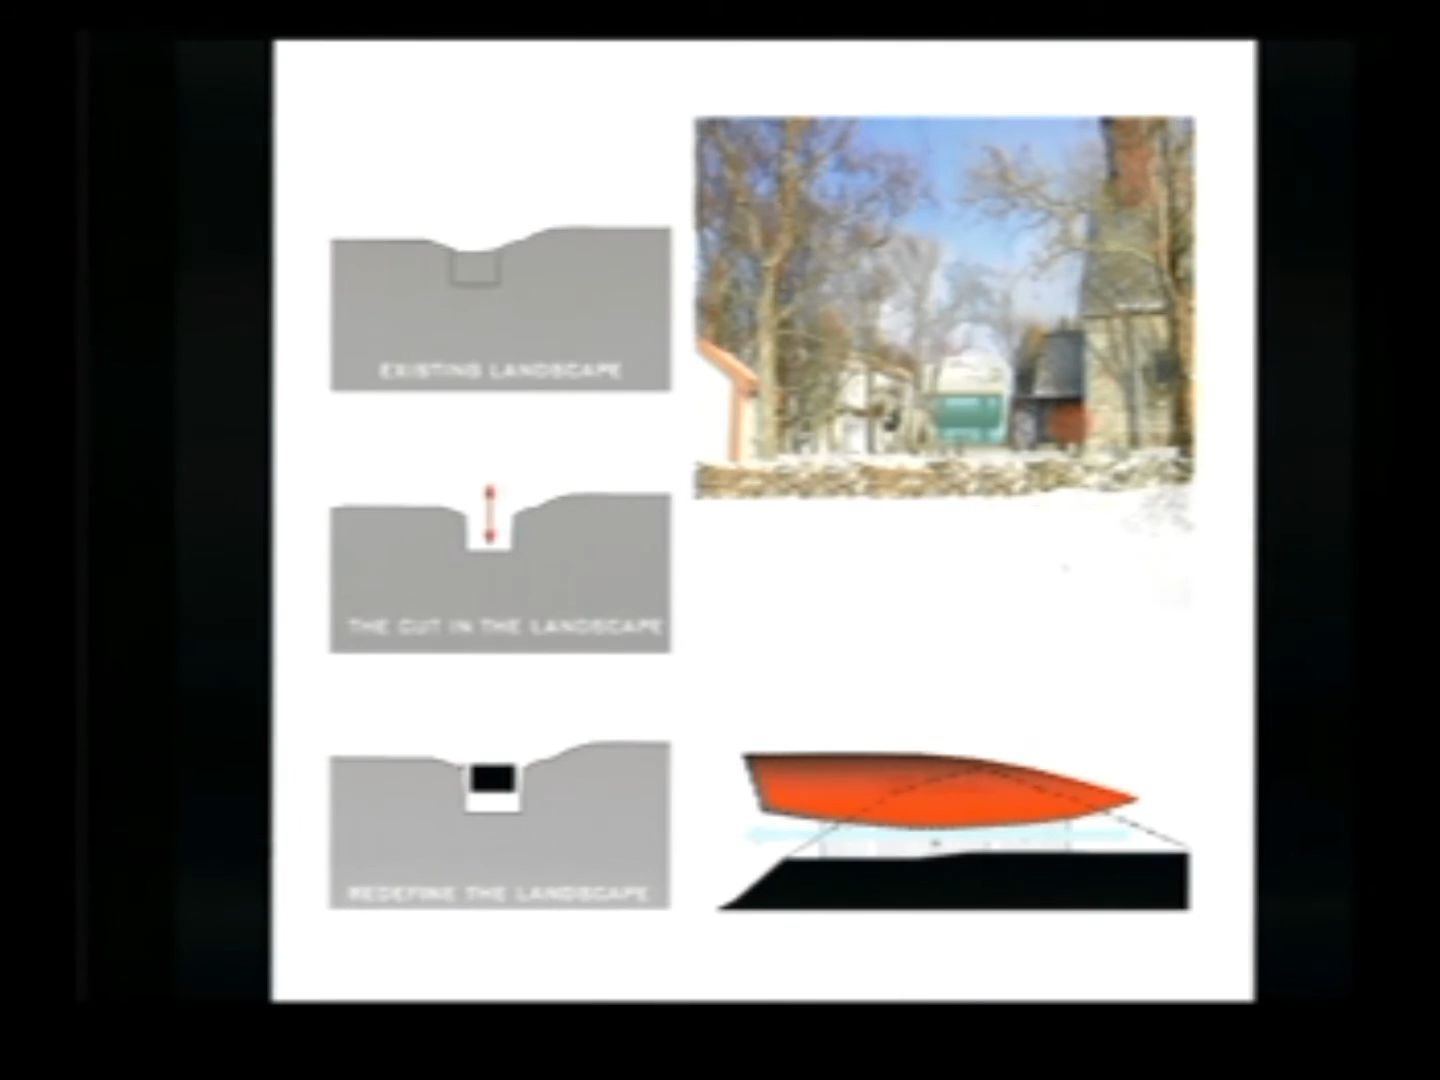 EXISTING LANDSCAPE
THE CUT IN THE LANDSCAPE
REDEFINE THE LANDSCAPE